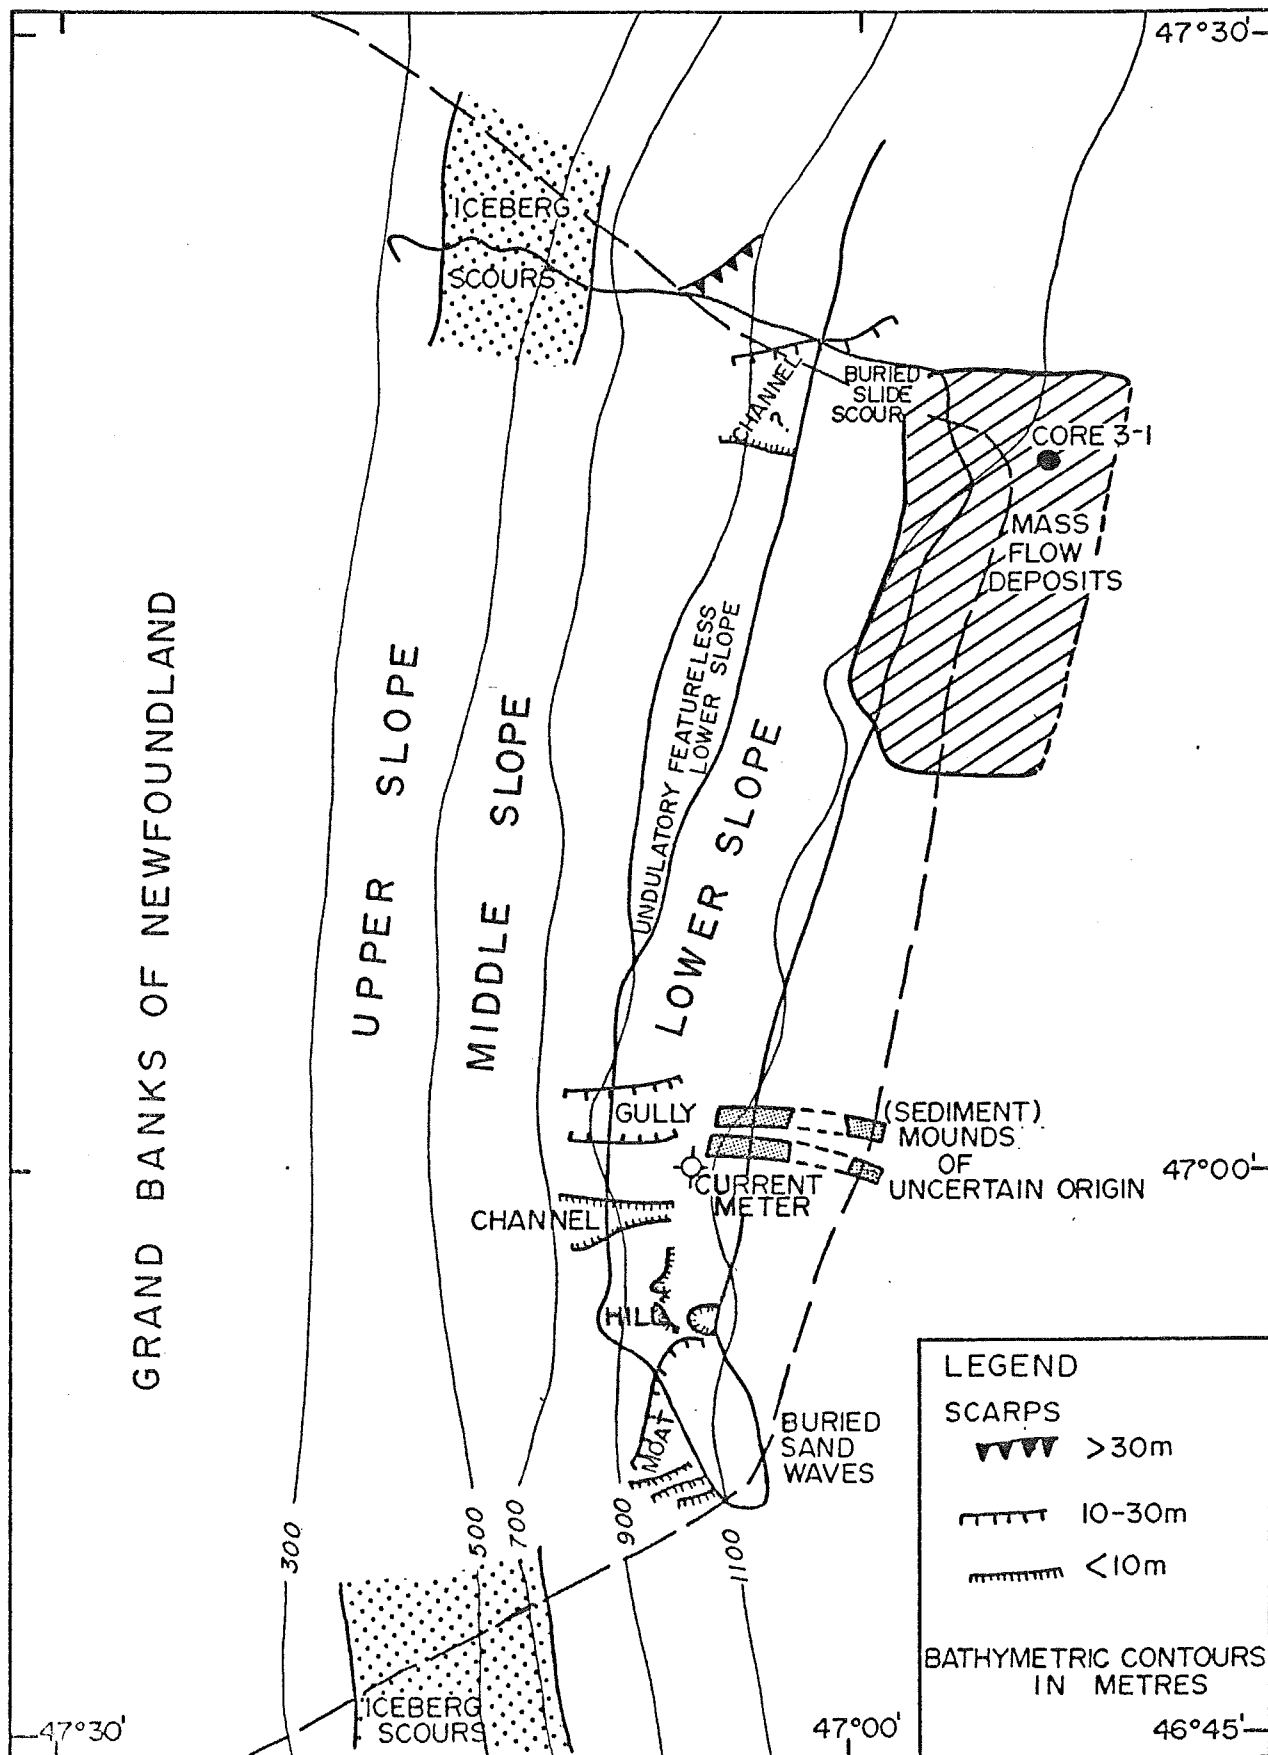 47°30'
ICEBERG
SCOURS
CHANNEL
?
BURIED
SLIDE
SCOUR
CORE 3-1
MASS
FLOW
DEPOSITS
GRAND BANKS OF NEWFOUNDLAND
UPPER SLOPE
MIDDLE SLOPE
UNDULATORY FEATURELESS
LOWER SLOPE
LOWER SLOPE
GULLY
(SEDIMENT)
MOUNDS
OF
UNCERTAIN ORIGIN
47°00'
CURRENT
METER
CHANNEL
HILL
MOAT
BURIED
SAND
WAVES
300
500
700
900
1100
ICEBERG
SCOURS
LEGEND
SCARPS
>30m
10-30m
<10m
BATHYMETRIC CONTOURS
IN METRES
47°30'
47°00'
46°45'